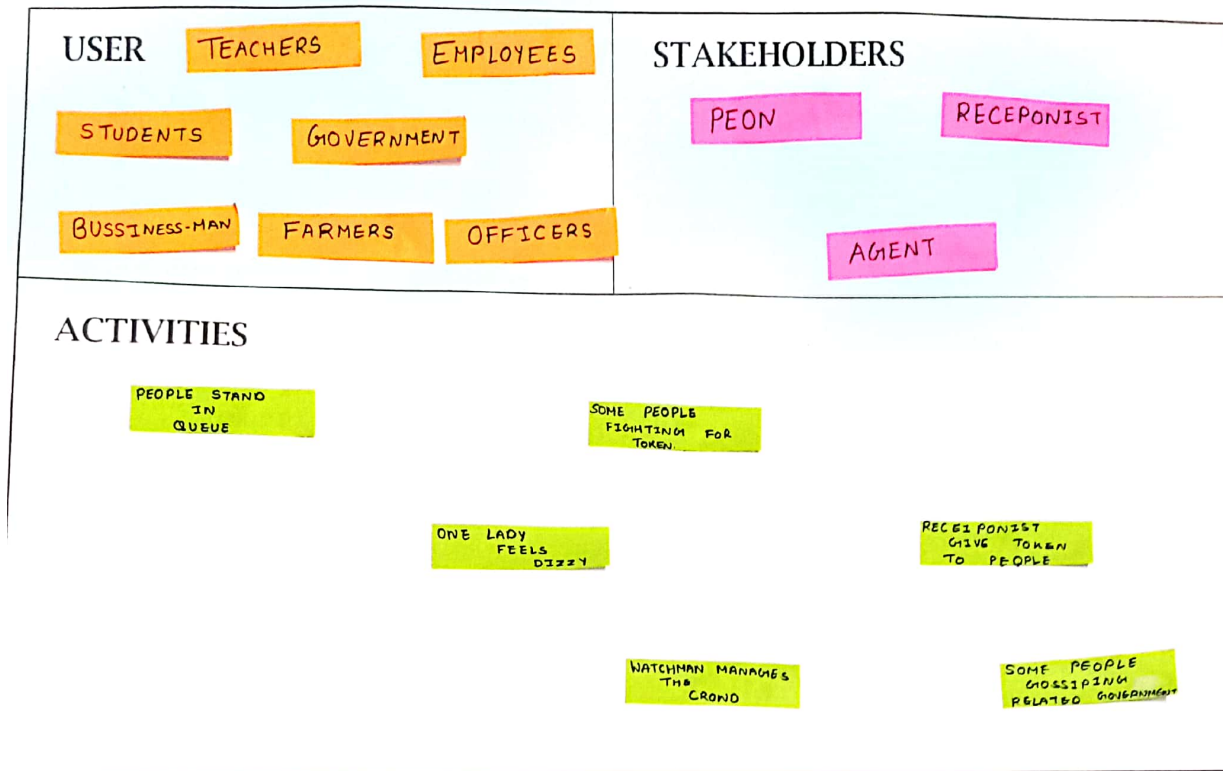 USER
TEACHERS
EMPLOYEES
STUDENTS
GOVERNMENT
BUSSINESS-MAN
FARMERS
OFFICERS
STAKEHOLDERS
PEON
RECEPONIST
AGENT
ACTIVITIES
PEOPLE STAND
IN
QUEUE
SOME PEOPLE
FIGHTING FOR
TOKEN.
ONE LADY
FEELS
DIZZY
RECEIPONIST
GIVE TOKEN
TO PEOPLE
WATCHMAN MANAGES
THE
CROWD
SOME PEOPLE
GOSSIPING
RELATED GOVERNMENT